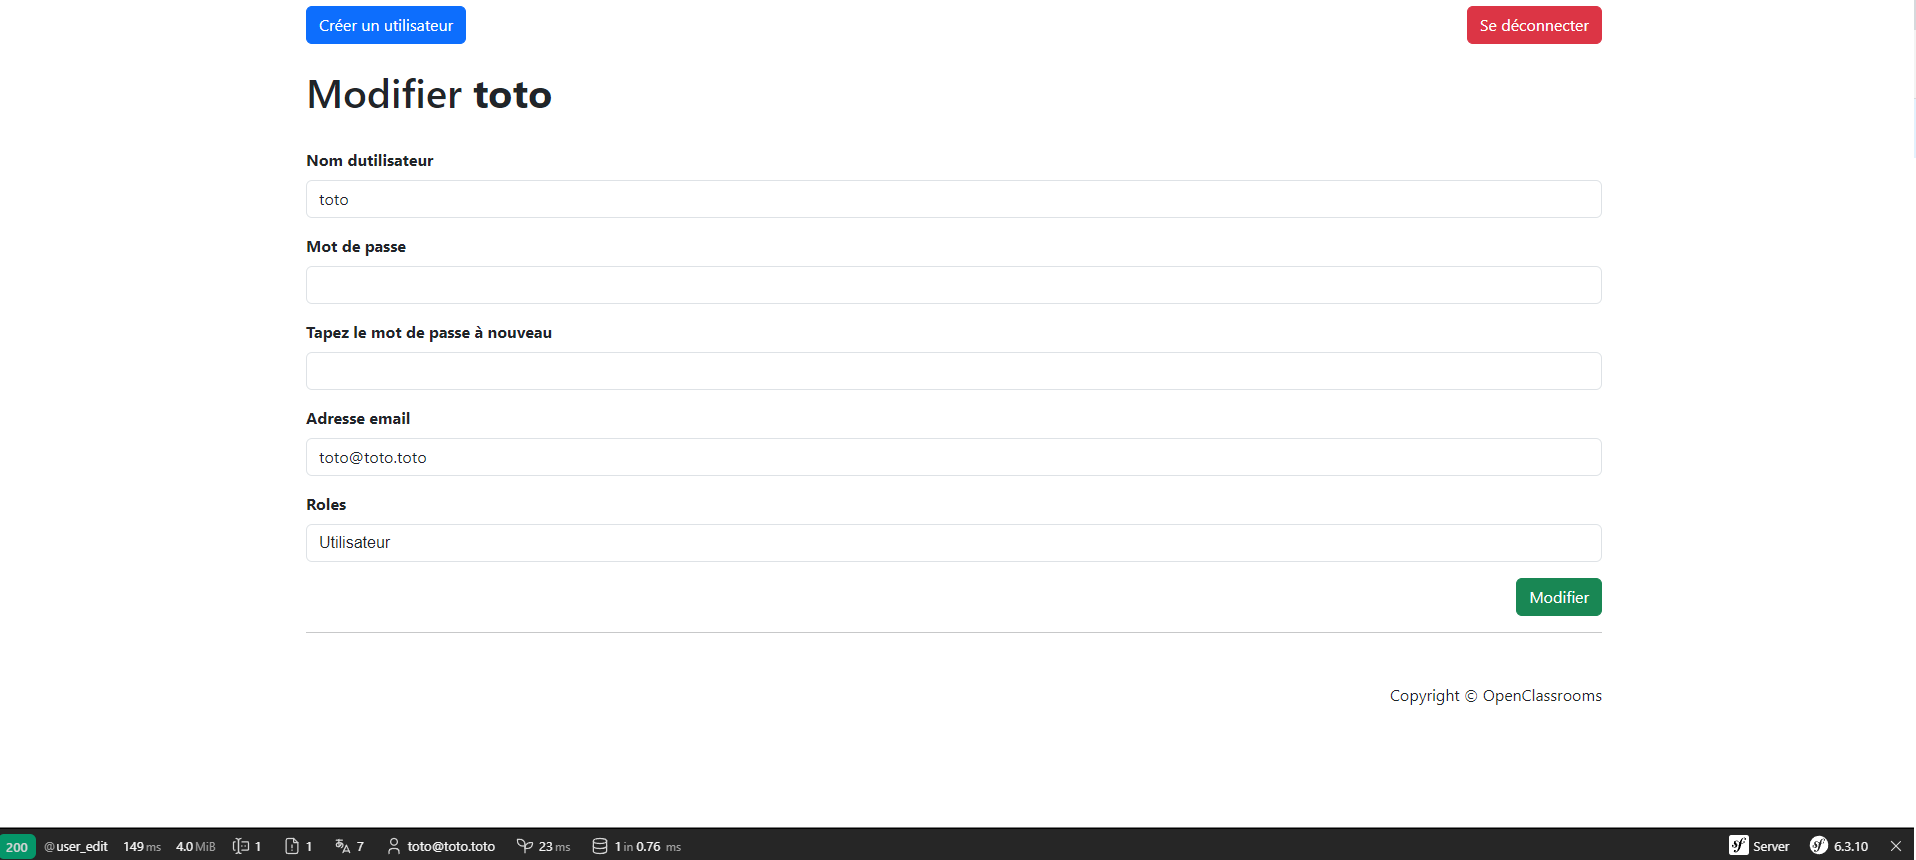 Créer un utilisateur
Se déconnecter
Modifier toto
Nom dutilisateur
toto
Mot de passe
Tapez le mot de passe à nouveau
Adresse email
toto@toto.toto
Roles
Utilisateur
Modifier
Copyright © OpenClassrooms
200 @user_edit 149 ms 4.0 MiB 1 1 7 toto@toto.toto 23 ms 1 in 0.76 ms sf Server sf 6.3.10